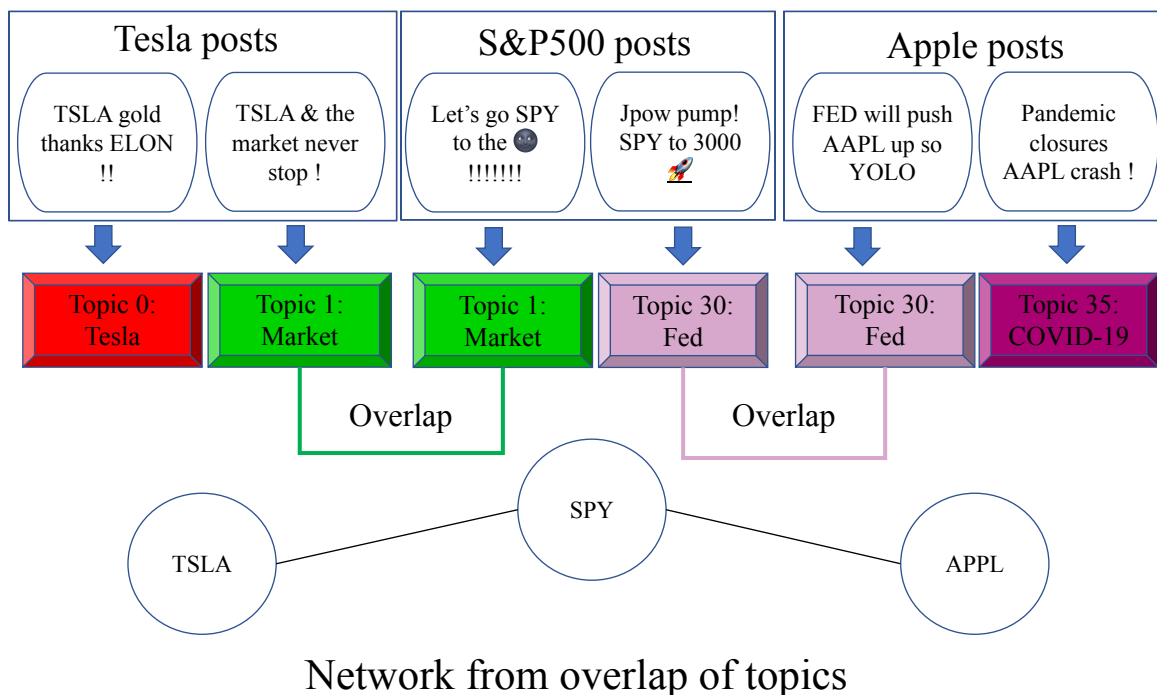 Tesla posts
S&P500 posts
Apple posts
TSLA gold
thanks ELON
!!
TSLA & the
market never
stop !
Let’s go SPY
to the 🌚
!!!!!!!
Jpow pump!
SPY to 3000
🚀
FED will push
AAPL up so
YOLO
Pandemic
closures
AAPL crash !
Topic 0:
Tesla
Topic 1:
Market
Topic 1:
Market
Topic 30:
Fed
Topic 30:
Fed
Topic 35:
COVID-19
Overlap
Overlap
TSLA
SPY
APPL
Network from overlap of topics